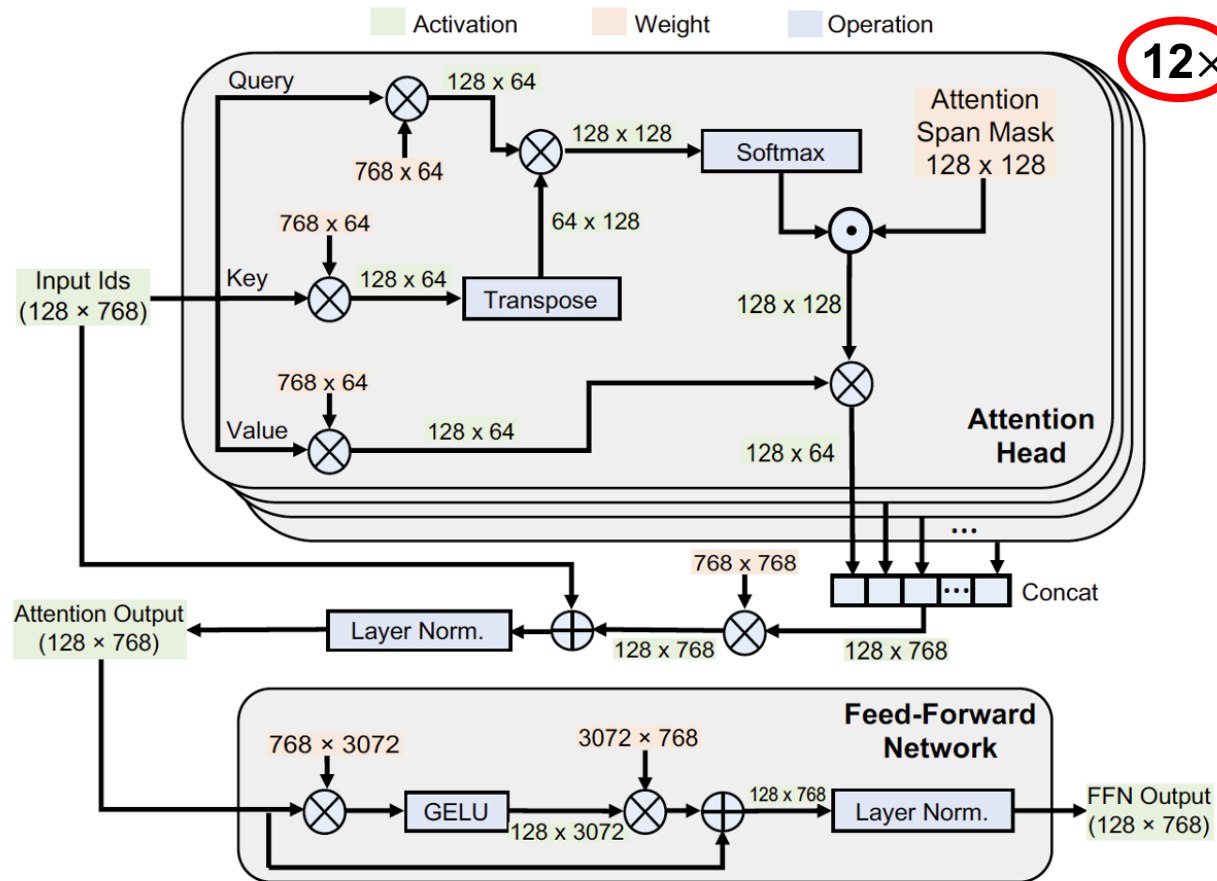 Activation
Weight
Operation
12×
Query
128 x 64
768 x 64
128 x 128
Softmax
Attention
Span Mask
128 x 128
64 x 128
768 x 64
Key
128 x 64
Transpose
Input Ids
(128 × 768)
128 x 128
768 x 64
Value
128 x 64
128 x 64
Attention
Head
...
768 x 768
...
Concat
Attention Output
(128 × 768)
Layer Norm.
128 x 768
128 x 768
Feed-Forward
Network
768 × 3072
3072 × 768
GELU
128 x 3072
128 x 768
Layer Norm.
FFN Output
(128 × 768)